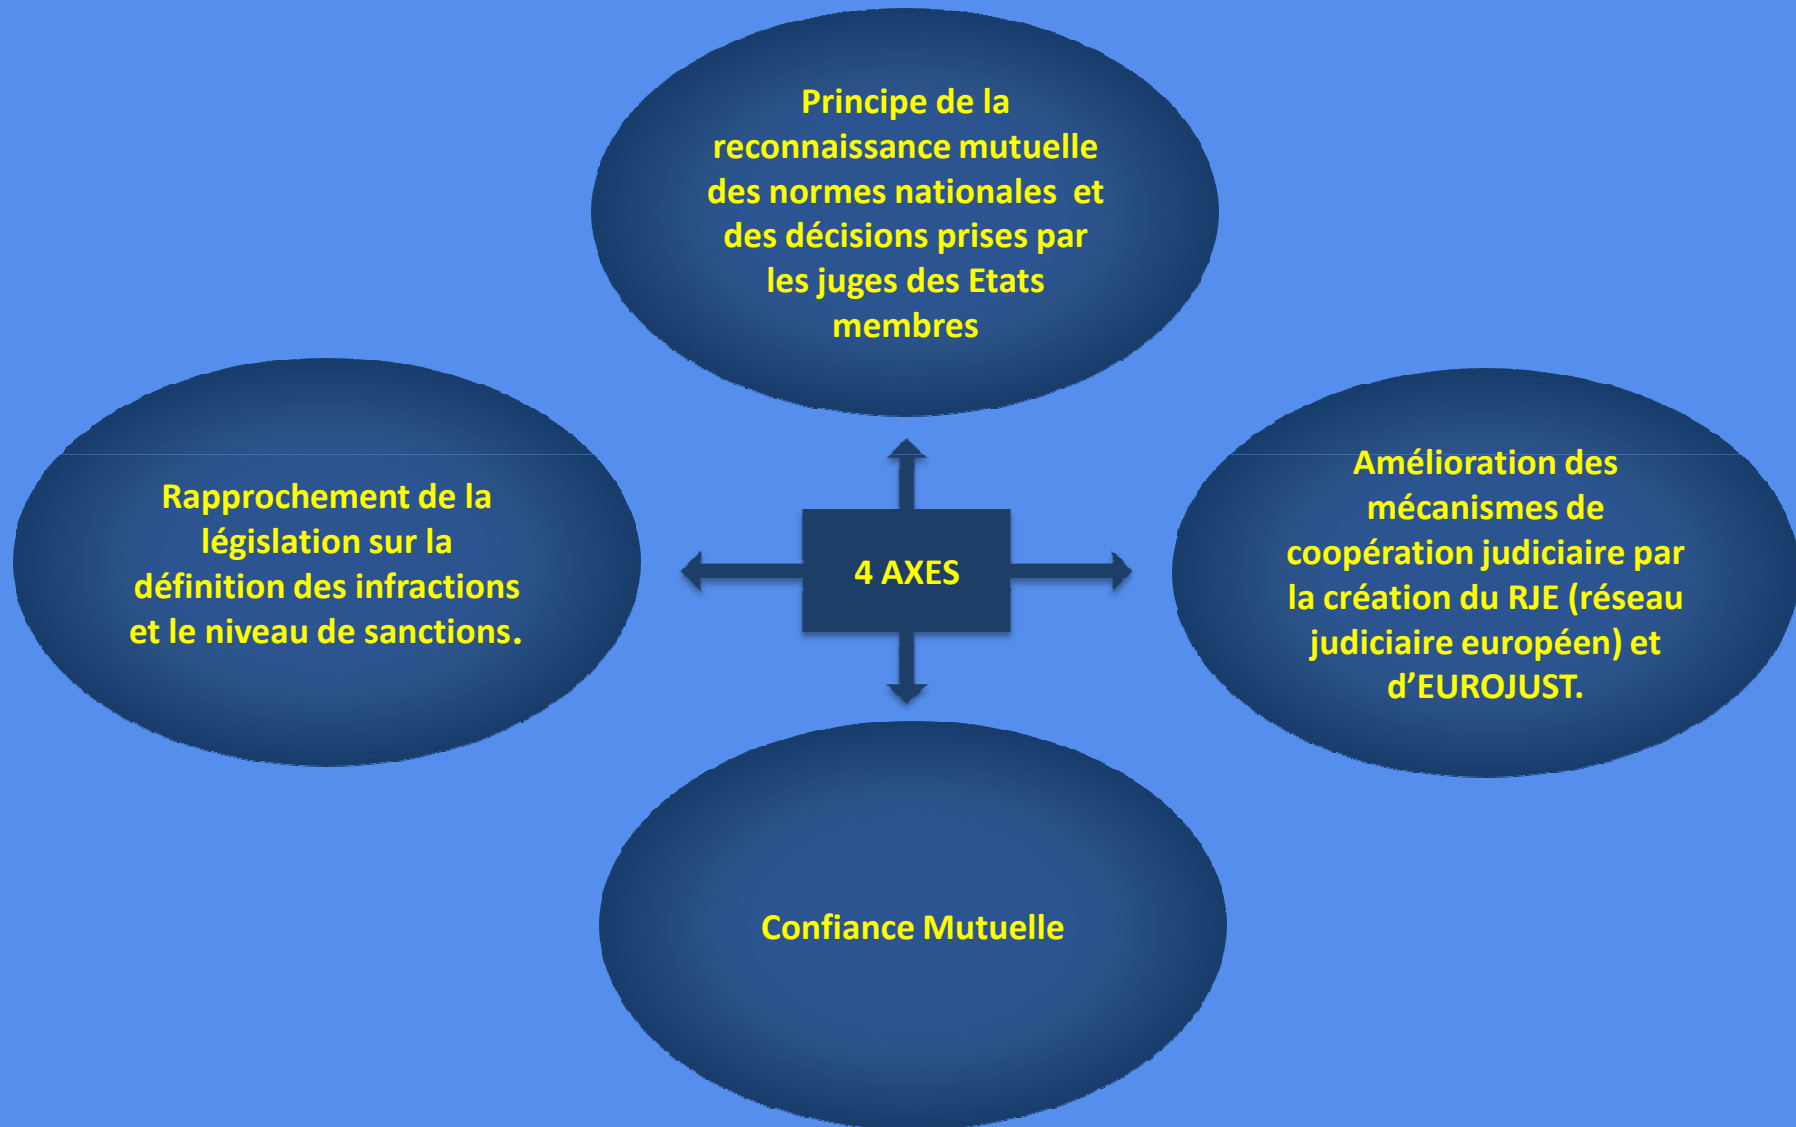 Principe de la
reconnaissance mutuelle
des normes nationales et
des décisions prises par
les juges des Etats
membres
Rapprochement de la
législation sur la
définition des infractions
et le niveau de sanctions.
4 AXES
Amélioration des
mécanismes de
coopération judiciaire par
la création du RJE (réseau
judiciaire européen) et
d’EUROJUST.
Confiance Mutuelle